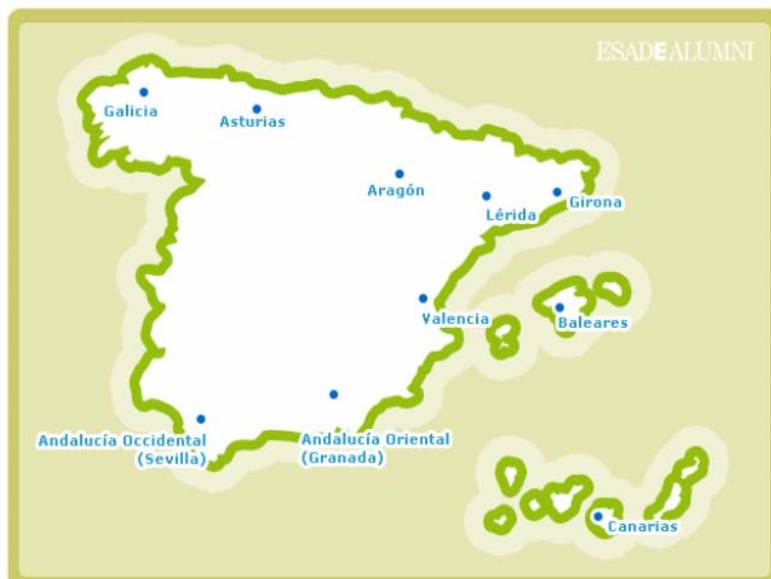 ESADEALUMNI
Galicia
Asturias
Aragón
Lérida
Girona
Valencia
Baleares
Andalucía Occidental
(Sevilla)
Andalucía Oriental
(Granada)
Canarias